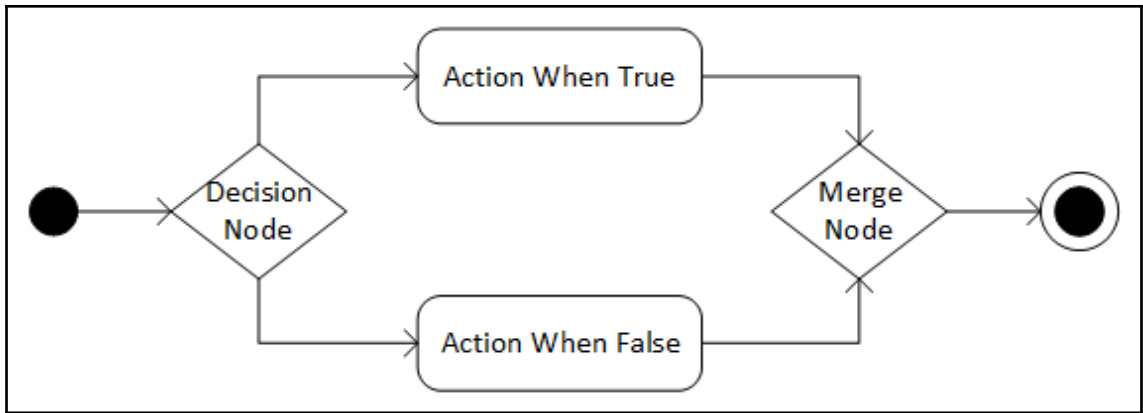 Action When True
Decision
Node
Merge
Node
Action When False